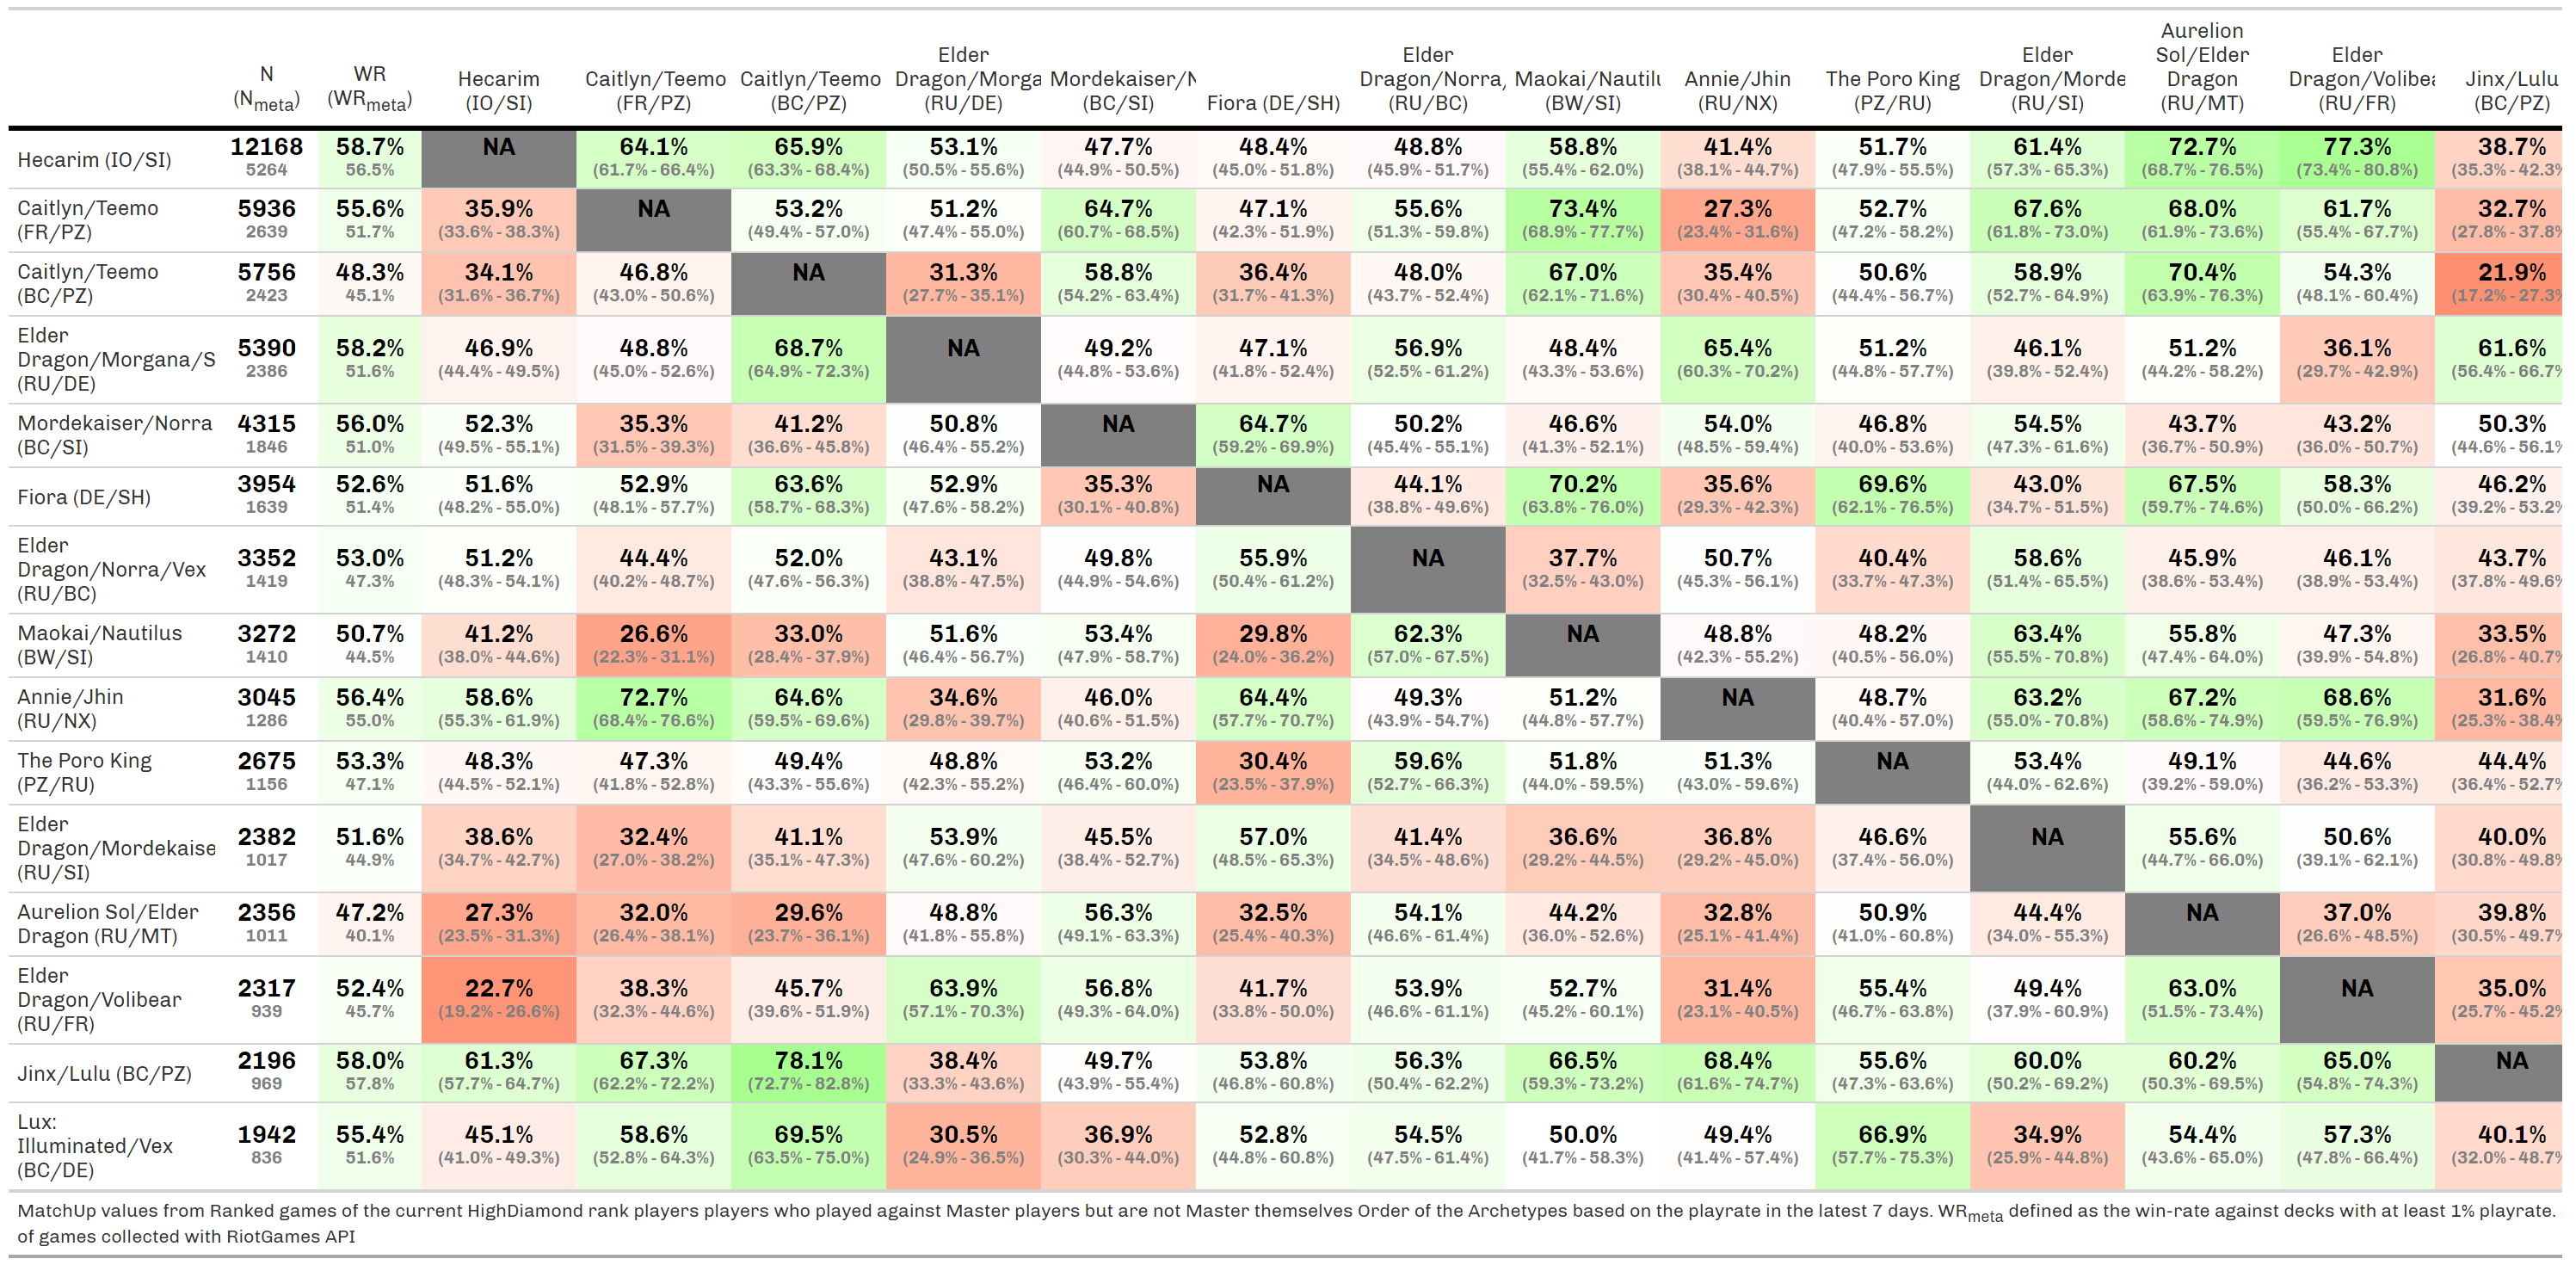 N (Nmeta) WR (WRmeta) Hecarim (IO/SI) Caitlyn/Teemo (FR/PZ) Caitlyn/Teemo (BC/PZ) Elder Dragon/Morga (RU/DE) Mordekaiser/N (BC/SI) Fiora (DE/SH) Elder Dragon/Norra, (RU/BC) Maokai/Nautilu (BW/SI) Annie/Jhin (RU/NX) The Poro King (PZ/RU) Elder Dragon/Morde (RU/SI) Aurelion Sol/Elder Dragon (RU/MT) Elder Dragon/Volibea (RU/FR) Jinx/Lulu (BC/PZ)
Hecarim (IO/SI) 12168 58.7% NA 64.1% 65.9% 53.1% 47.7% 48.4% 48.8% 58.8% 41.4% 51.7% 61.4% 72.7% 77.3% 38.7%
5264 56.5% (61.7% - 66.4%) (63.3% - 68.4%) (50.5% - 55.6%) (44.9% - 50.5%) (45.0% - 51.8%) (45.9% - 51.7%) (55.4% - 62.0%) (38.1% - 44.7%) (47.9% - 55.5%) (57.3% - 65.3%) (68.7% - 76.5%) (73.4% - 80.8%) (35.3% - 42.3%
Caitlyn/Teemo (FR/PZ) 5936 55.6% 35.9% NA 53.2% 51.2% 64.7% 47.1% 55.6% 73.4% 27.3% 52.7% 67.6% 68.0% 61.7% 32.7%
2639 51.7% (33.6% - 38.3%) (49.4% - 57.0%) (47.4% - 55.0%) (60.7% - 68.5%) (42.3% - 51.9%) (51.3% - 59.8%) (68.9% - 77.7%) (23.4% - 31.6%) (47.2% - 58.2%) (61.8% - 73.0%) (61.9% - 73.6%) (55.4% - 67.7%) (27.8% - 37.8%
Caitlyn/Teemo (BC/PZ) 5756 48.3% 34.1% 46.8% NA 31.3% 58.8% 36.4% 48.0% 67.0% 35.4% 50.6% 58.9% 70.4% 54.3% 21.9%
2423 45.1% (31.6% - 36.7%) (43.0% - 50.6%) (27.7% - 35.1%) (54.2% - 63.4%) (31.7% - 41.3%) (43.7% - 52.4%) (62.1% - 71.6%) (30.4% - 40.5%) (44.4% - 56.7%) (52.7% - 64.9%) (63.9% - 76.3%) (48.1% - 60.4%) (17.2% - 27.3%
Elder Dragon/Morgana/S (RU/DE) 5390 58.2% 46.9% 48.8% 68.7% NA 49.2% 47.1% 56.9% 48.4% 65.4% 51.2% 46.1% 51.2% 36.1% 61.6%
2386 51.6% (44.4% - 49.5%) (45.0% - 52.6%) (64.9% - 72.3%) (44.8% - 53.6%) (41.8% - 52.4%) (52.5% - 61.2%) (43.3% - 53.6%) (60.3% - 70.2%) (44.8% - 57.7%) (39.8% - 52.4%) (44.2% - 58.2%) (29.7% - 42.9%) (56.4% - 66.7%
Mordekaiser/Norra (BC/SI) 4315 56.0% 52.3% 35.3% 41.2% 50.8% NA 64.7% 50.2% 46.6% 54.0% 46.8% 54.5% 43.7% 43.2% 50.3%
1846 51.0% (49.5% - 55.1%) (31.5% - 39.3%) (36.6% - 45.8%) (46.4% - 55.2%) (59.2% - 69.9%) (45.4% - 55.1%) (41.3% - 52.1%) (48.5% - 59.4%) (40.0% - 53.6%) (47.3% - 61.6%) (36.7% - 50.9%) (36.0% - 50.7%) (44.6% - 56.1%
Fiora (DE/SH) 3954 52.6% 51.6% 52.9% 63.6% 52.9% 35.3% NA 44.1% 70.2% 35.6% 69.6% 43.0% 67.5% 58.3% 46.2%
1639 51.4% (48.2% - 55.0%) (48.1% - 57.7%) (58.7% - 68.3%) (47.6% - 58.2%) (30.1% - 40.8%) (38.8% - 49.6%) (63.8% - 76.0%) (29.3% - 42.3%) (62.1% - 76.5%) (34.7% - 51.5%) (59.7% - 74.6%) (50.0% - 66.2%) (39.2% - 53.2%
Elder Dragon/Norra/Vex (RU/BC) 3352 53.0% 51.2% 44.4% 52.0% 43.1% 49.8% 55.9% NA 37.7% 50.7% 40.4% 58.6% 45.9% 46.1% 43.7%
1419 47.3% (48.3% - 54.1%) (40.2% - 48.7%) (47.6% - 56.3%) (38.8% - 47.5%) (44.9% - 54.6%) (50.4% - 61.2%) (32.5% - 43.0%) (45.3% - 56.1%) (33.7% - 47.3%) (51.4% - 65.5%) (38.6% - 53.4%) (38.9% - 53.4%) (37.8% - 49.6%
Maokai/Nautilus (BW/SI) 3272 50.7% 41.2% 26.6% 33.0% 51.6% 53.4% 29.8% 62.3% NA 48.8% 48.2% 63.4% 55.8% 47.3% 33.5%
1410 44.5% (38.0% - 44.6%) (22.3% - 31.1%) (28.4% - 37.9%) (46.4% - 56.7%) (47.9% - 58.7%) (24.0% - 36.2%) (57.0% - 67.5%) (42.3% - 55.2%) (40.5% - 56.0%) (55.5% - 70.8%) (47.4% - 64.0%) (39.9% - 54.8%) (26.8% - 40.7%
Annie/Jhin (RU/NX) 3045 56.4% 58.6% 72.7% 64.6% 34.6% 46.0% 64.4% 49.3% 51.2% NA 48.7% 63.2% 67.2% 68.6% 31.6%
1286 55.0% (55.3% - 61.9%) (68.4% - 76.6%) (59.5% - 69.6%) (29.8% - 39.7%) (40.6% - 51.5%) (57.7% - 70.7%) (43.9% - 54.7%) (44.8% - 57.7%) (40.4% - 57.0%) (55.0% - 70.8%) (58.6% - 74.9%) (59.5% - 76.9%) (25.3% - 38.4%
The Poro King (PZ/RU) 2675 53.3% 48.3% 47.3% 49.4% 48.8% 53.2% 30.4% 59.6% 51.8% 51.3% NA 53.4% 49.1% 44.6% 44.4%
1156 47.1% (44.5% - 52.1%) (41.8% - 52.8%) (43.3% - 55.6%) (42.3% - 55.2%) (46.4% - 60.0%) (23.5% - 37.9%) (52.7% - 66.3%) (44.0% - 59.5%) (43.0% - 59.6%) (44.0% - 62.6%) (39.2% - 59.0%) (36.2% - 53.3%) (36.4% - 52.7%
Elder Dragon/Mordekaise (RU/SI) 2382 51.6% 38.6% 32.4% 41.1% 53.9% 45.5% 57.0% 41.4% 36.6% 36.8% 46.6% NA 55.6% 50.6% 40.0%
1017 44.9% (34.7% - 42.7%) (27.0% - 38.2%) (35.1% - 47.3%) (47.6% - 60.2%) (38.4% - 52.7%) (48.5% - 65.3%) (34.5% - 48.6%) (29.2% - 44.5%) (29.2% - 45.0%) (37.4% - 56.0%) (44.7% - 66.0%) (39.1% - 62.1%) (30.8% - 49.8%
Aurelion Sol/Elder Dragon (RU/MT) 2356 47.2% 27.3% 32.0% 29.6% 48.8% 56.3% 32.5% 54.1% 44.2% 32.8% 50.9% 44.4% NA 37.0% 39.8%
1011 40.1% (23.5% - 31.3%) (26.4% - 38.1%) (23.7% - 36.1%) (41.8% - 55.8%) (49.1% - 63.3%) (25.4% - 40.3%) (46.6% - 61.4%) (36.0% - 52.6%) (25.1% - 41.4%) (41.0% - 60.8%) (34.0% - 55.3%) (26.6% - 48.5%) (30.5% - 49.7%
Elder Dragon/Volibear (RU/FR) 2317 52.4% 22.7% 38.3% 45.7% 63.9% 56.8% 41.7% 53.9% 52.7% 31.4% 55.4% 49.4% 63.0% NA 35.0%
939 45.7% (19.2% - 26.6%) (32.3% - 44.6%) (39.6% - 51.9%) (57.1% - 70.3%) (49.3% - 64.0%) (33.8% - 50.0%) (46.6% - 61.1%) (45.2% - 60.1%) (23.1% - 40.5%) (46.7% - 63.8%) (37.9% - 60.9%) (51.5% - 73.4%) (25.7% - 45.2%
Jinx/Lulu (BC/PZ) 2196 58.0% 61.3% 67.3% 78.1% 38.4% 49.7% 53.8% 56.3% 66.5% 68.4% 55.6% 60.0% 60.2% 65.0% NA
969 57.8% (57.7% - 64.7%) (62.2% - 72.2%) (72.7% - 82.8%) (33.3% - 43.6%) (43.9% - 55.4%) (46.8% - 60.8%) (50.4% - 62.2%) (59.3% - 73.2%) (61.6% - 74.7%) (47.3% - 63.6%) (50.2% - 69.2%) (50.3% - 69.5%) (54.8% - 74.3%)
Lux: Illuminated/Vex (BC/DE) 1942 55.4% 45.1% 58.6% 69.5% 30.5% 36.9% 52.8% 54.5% 50.0% 49.4% 66.9% 34.9% 54.4% 57.3% 40.1%
836 51.6% (41.0% - 49.3%) (52.8% - 64.3%) (63.5% - 75.0%) (24.9% - 36.5%) (30.3% - 44.0%) (44.8% - 60.8%) (47.5% - 61.4%) (41.7% - 58.3%) (41.4% - 57.4%) (57.7% - 75.3%) (25.9% - 44.8%) (43.6% - 65.0%) (47.8% - 66.4%) (32.0% - 48.7%
MatchUp values from Ranked games of the current HighDiamond rank players players who played against Master players but are not Master themselves Order of the Archetypes based on the playrate in the latest 7 days. WRmeta defined as the win-rate against decks with at least 1% playrate.
of games collected with RiotGames API